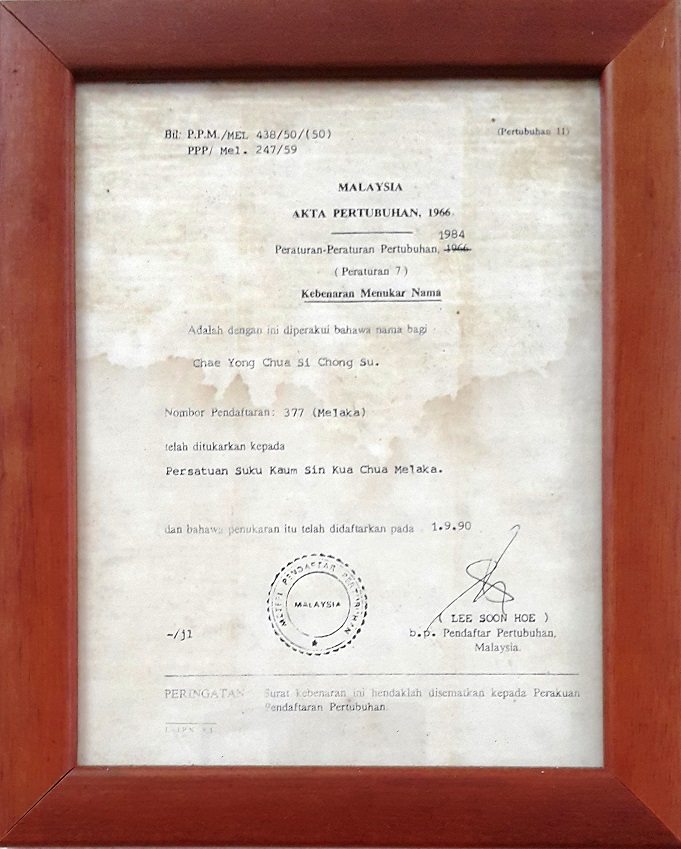 Bil: P.P.M./MEL 438/50/(50)
(Pertubuhan 11)
PPP/ Mel. 247/59
MALAYSIA
AKTA PERTUBUHAN, 1966
1984
Peraturan-Peraturan Pertubuhan, 1966
( Peraturan 7 )
Kebenaran Menukar Nama
Adalah dengan ini diperakui bahawa nama bagi
Chae Yong Chua Si Chong Su.
Nombor Pendaftaran: 377 (Melaka)
telah ditukarkan kepada
Persatuan Suku Kaum Sin Kua Chua Melaka.
dan bahawa penukaran itu telah didaftarkan pada 1.9.90
PENDAFTAR PERTUBUHAN
MALAYSIA
( LEE SOON HOE )
-/jl
b.p. Pendaftar Pertubuhan,
Malaysia.
PERINGATAN Surat kebenaran ini hendaklah disematkan kepada Perakuan
Pendaftaran Pertubuhan.